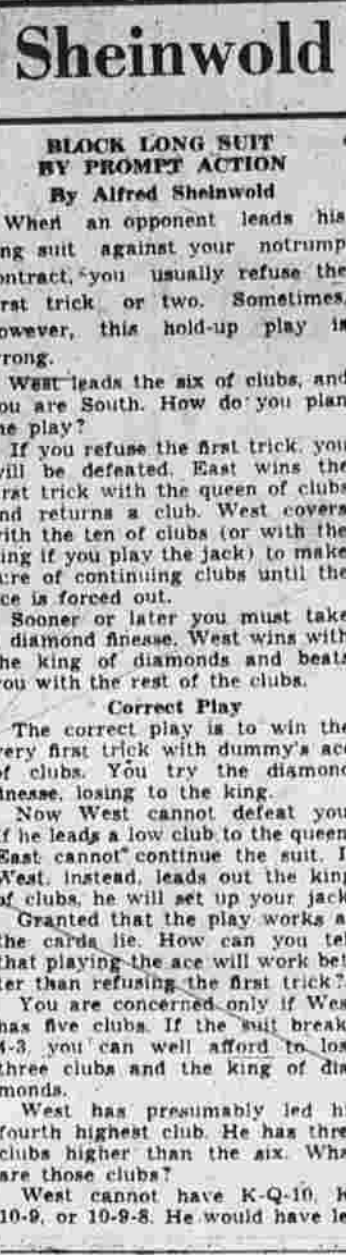 Sheinwold
BLOCK LONG SUIT
BY PROMPT ACTION
By Alfred Sheinwold
When an opponent leads his
ng suit against your notrump
ontract, you usually refuse the
rst trick or two. Sometimes,
owever, this hold-up play is
rong.
West leads the six of clubs, and
ou are South. How do you plan
he play?
If you refuse the first trick, you
will be defeated. East wins the
rst trick with the queen of clubs
nd returns a club. West covers
with the ten of clubs (or with the
ing if you play the jack) to make
ure of continuing clubs until the
ce is forced out.
Sooner or later you must take
diamond finesse. West wins with
he king of diamonds and beats
you with the rest of the clubs.
Correct Play
The correct play is to win the
very first trick with dummy's ace
of clubs. You try the diamond
inesse, losing to the king.
Now West cannot defeat you
if he leads a low club to the queen
East cannot continue the suit. I
West, instead, leads out the king
of clubs, he will set up your jack
Granted that the play works a
the cards lie. How can you tel
that playing the ace will work bet
ter than refusing the first trick?
You are concerned only if Wes
has five clubs. If the suit break
4-3, you can well afford to los
three clubs and the king of dia
monds.
West has presumably led hi
fourth highest club. He has thre
clubs higher than the six. Wha
are those clubs?
West cannot have K-Q-10, K
10-9, or 10-9-8. He would have le